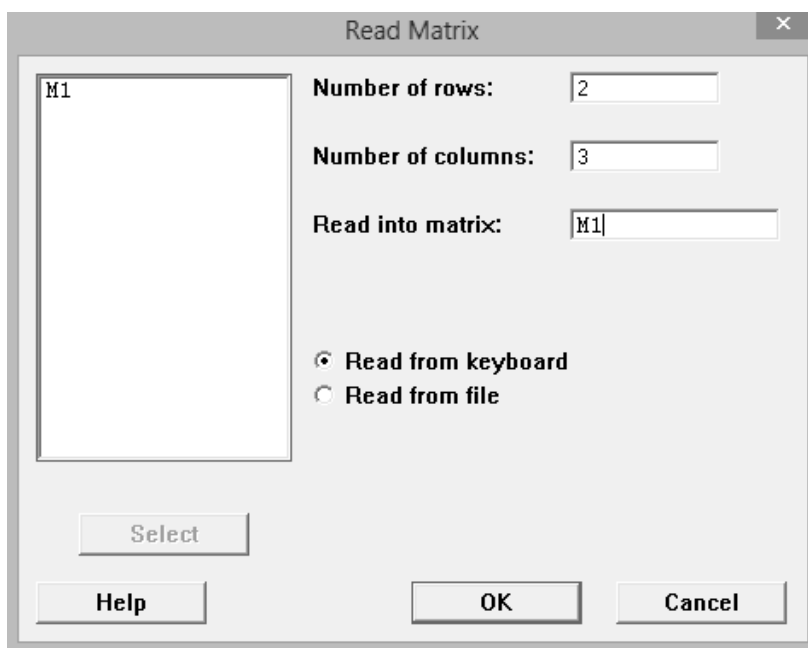 Read Matrix
M1
Number of rows: 2
Number of columns: 3
Read into matrix: M1
Read from keyboard
Read from file
Select
Help OK Cancel